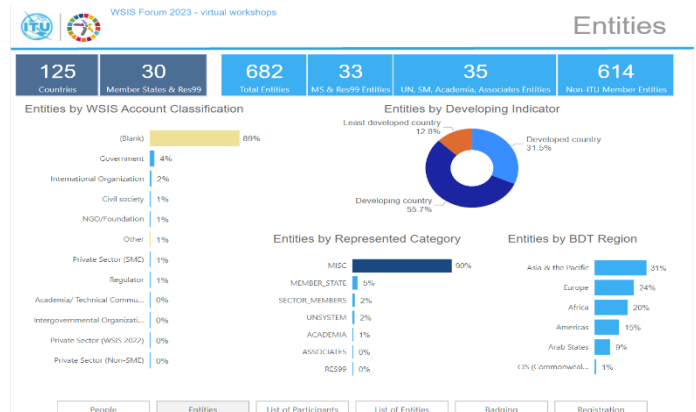 WSIS Forum 2023 - virtual workshops
Entities
ITU
125
Countries
30
Member States & Res99
682
Total Entities
33
MS & Res99 Entities
35
UN, SM, Academia, Associates Entities
614
Non-ITU Member Entities
Entities by WSIS Account Classification
(Blank) 89%
Government 4%
International Organization 2%
Civil society 1%
NGO/Foundation 1%
Other 1%
Private Sector (SME) 1%
Regulator 1%
Academia/ Technical Commu... 0%
Intergovernmental Organizati... 0%
Private Sector (WSIS 2022) 0%
Private Sector (Non-SME) 0%
Entities by Developing Indicator
Least developed country
12.8%
Developed country
31.5%
Developing country
55.7%
Entities by Represented Category
MISC 90%
MEMBER_STATE 5%
SECTOR_MEMBERS 2%
UNSYSTEM 2%
ACADEMIA 1%
ASSOCIATES 0%
RES99 0%
Entities by BDT Region
Asia & the Pacific 31%
Europe 24%
Africa 20%
Americas 15%
Arab States 9%
CIS (Commonweal... 1%
People
Entities
List of Participants
List of Entities
Badging
Registration